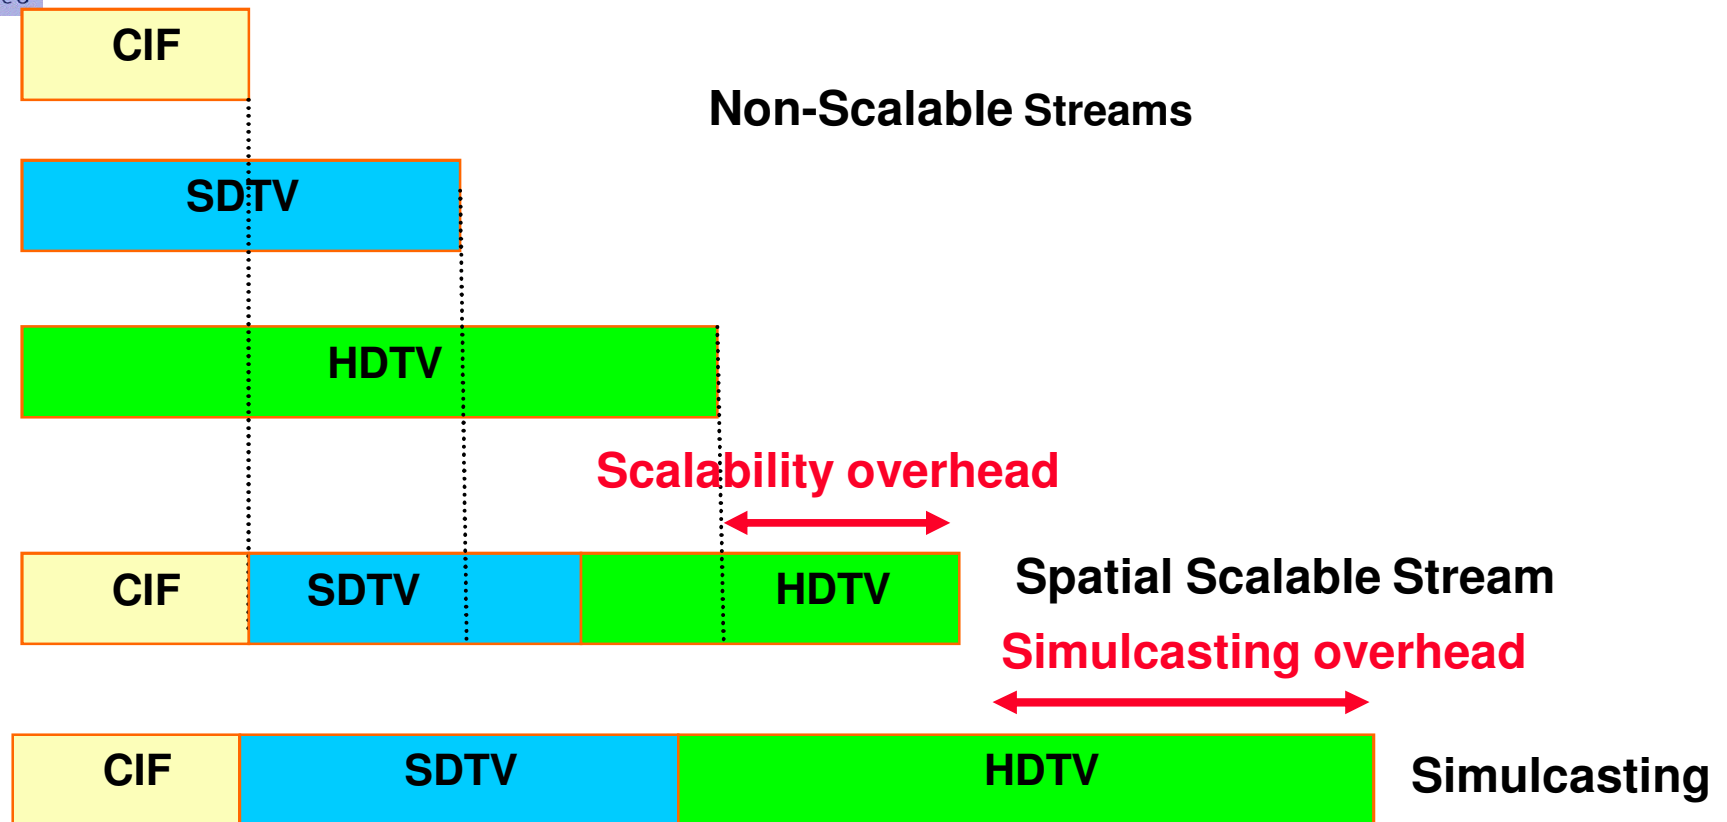 CIF
Non-Scalable Streams
SDTV
HDTV
Scalability overhead
CIF SDTV HDTV
Spatial Scalable Stream
Simulcasting overhead
CIF SDTV HDTV
Simulcasting